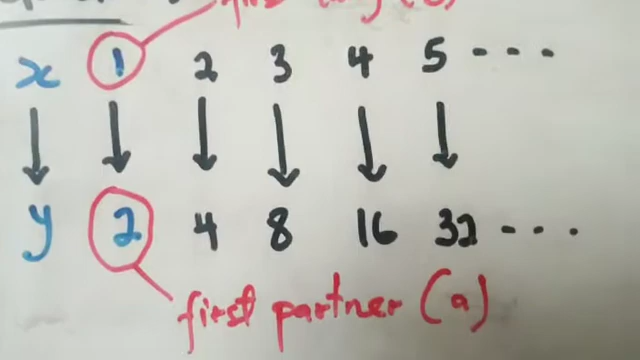 x 1 2 3 4 5 ---
y 2 4 8 16 32 ---
first partner (a)